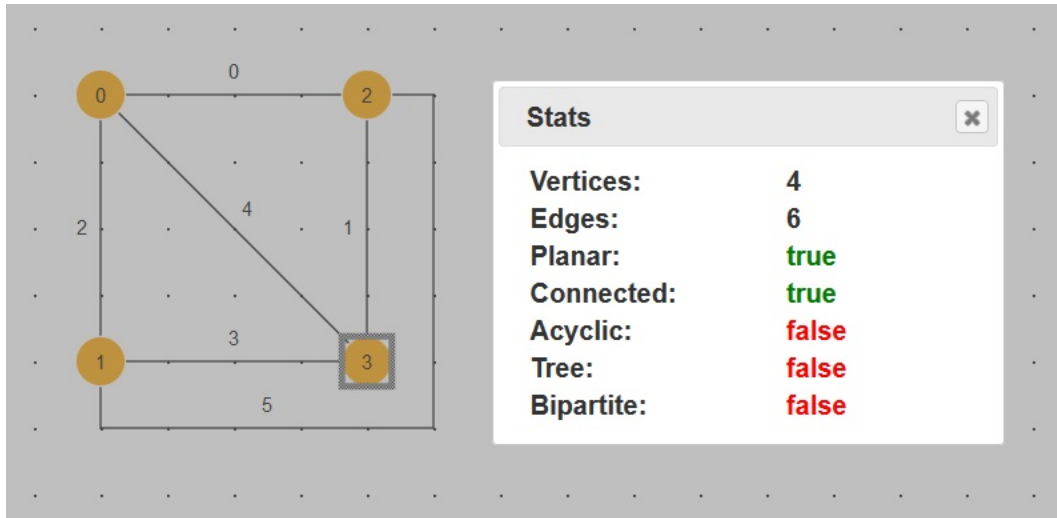 0
0
2
4
2
1
3
1
3
5
Stats
Vertices: 4
Edges: 6
Planar: true
Connected: true
Acyclic: false
Tree: false
Bipartite: false